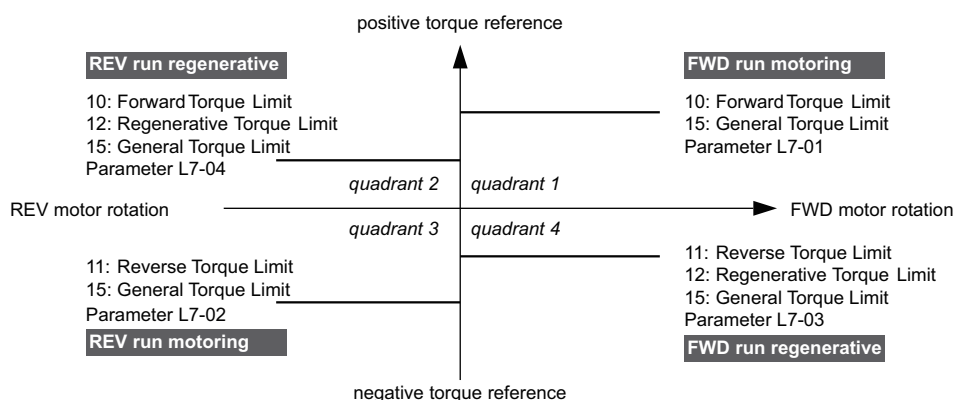 positive torque reference
REV run regenerative
10: Forward Torque Limit
12: Regenerative Torque Limit
15: General Torque Limit
Parameter L7-04
FWD run motoring
10: Forward Torque Limit
15: General Torque Limit
Parameter L7-01
quadrant 2
quadrant 1
REV motor rotation
FWD motor rotation
quadrant 3
quadrant 4
11: Reverse Torque Limit
15: General Torque Limit
Parameter L7-02
REV run motoring
11: Reverse Torque Limit
12: Regenerative Torque Limit
15: General Torque Limit
Parameter L7-03
FWD run regenerative
negative torque reference